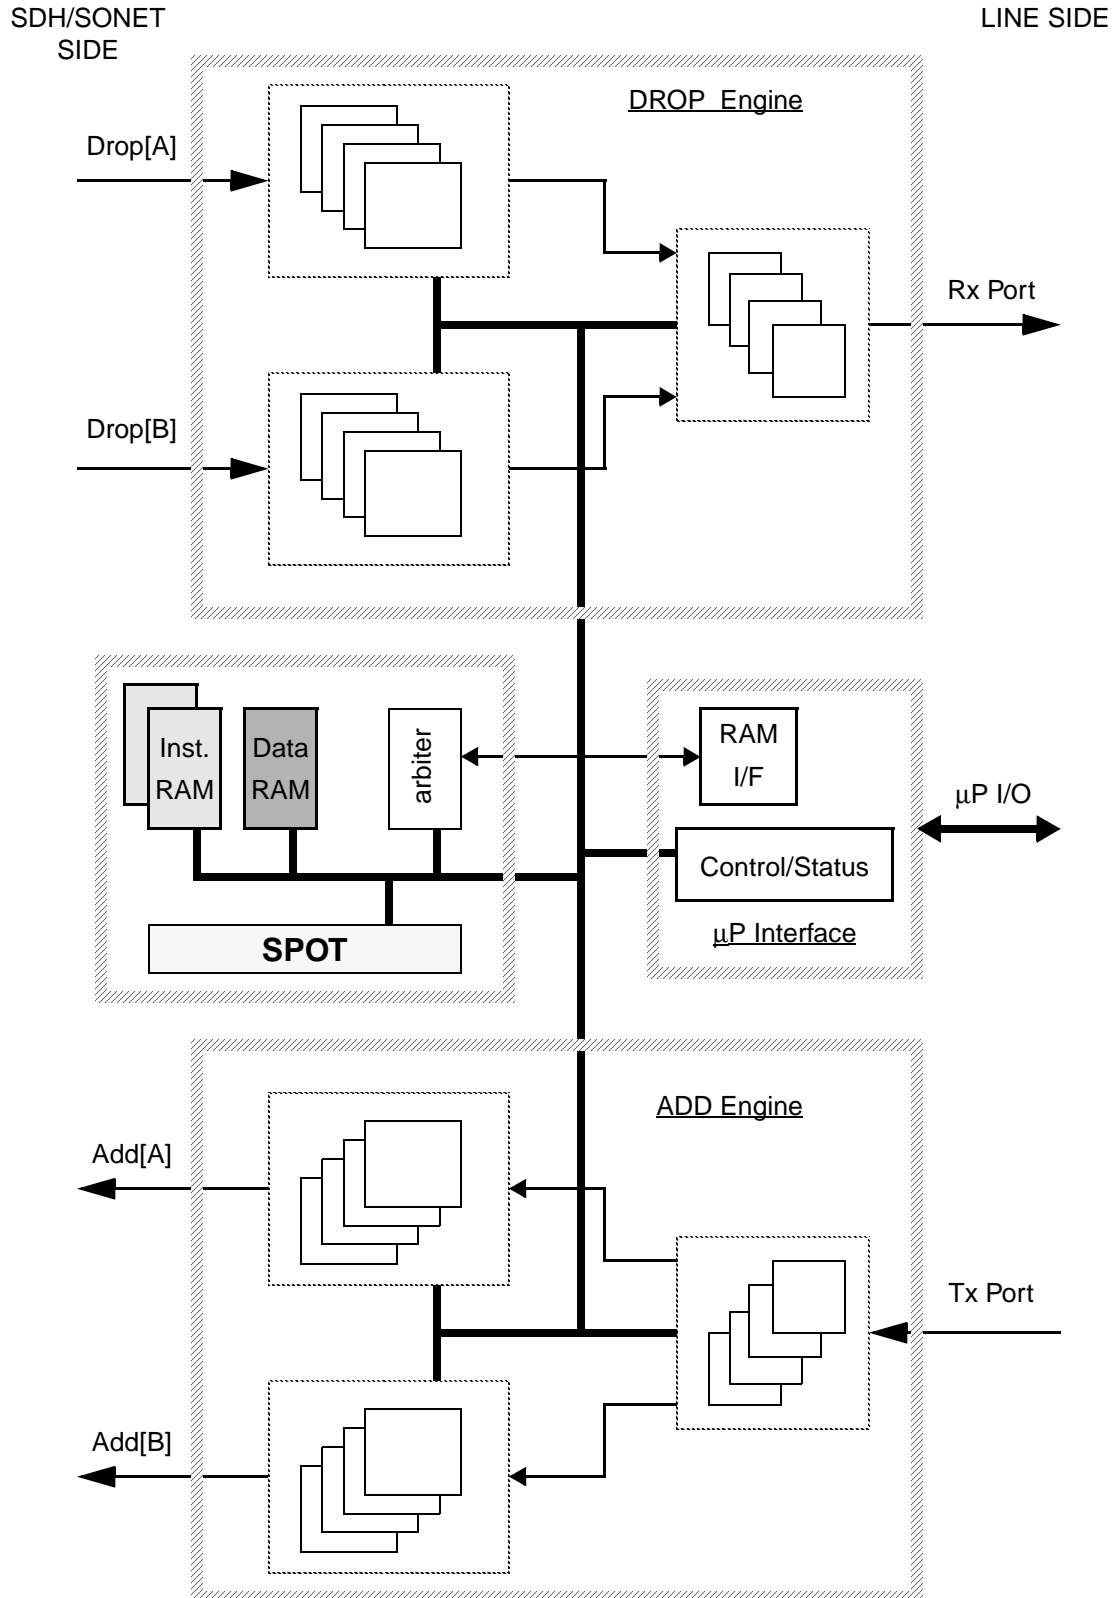 SDH/SONET
SIDE
LINE SIDE
DROP Engine
Drop[A]
Rx Port
Drop[B]
Inst.
RAM
Data
RAM
arbiter
RAM
I/F
µP I/O
Control/Status
µP Interface
SPOT
ADD Engine
Add[A]
Tx Port
Add[B]